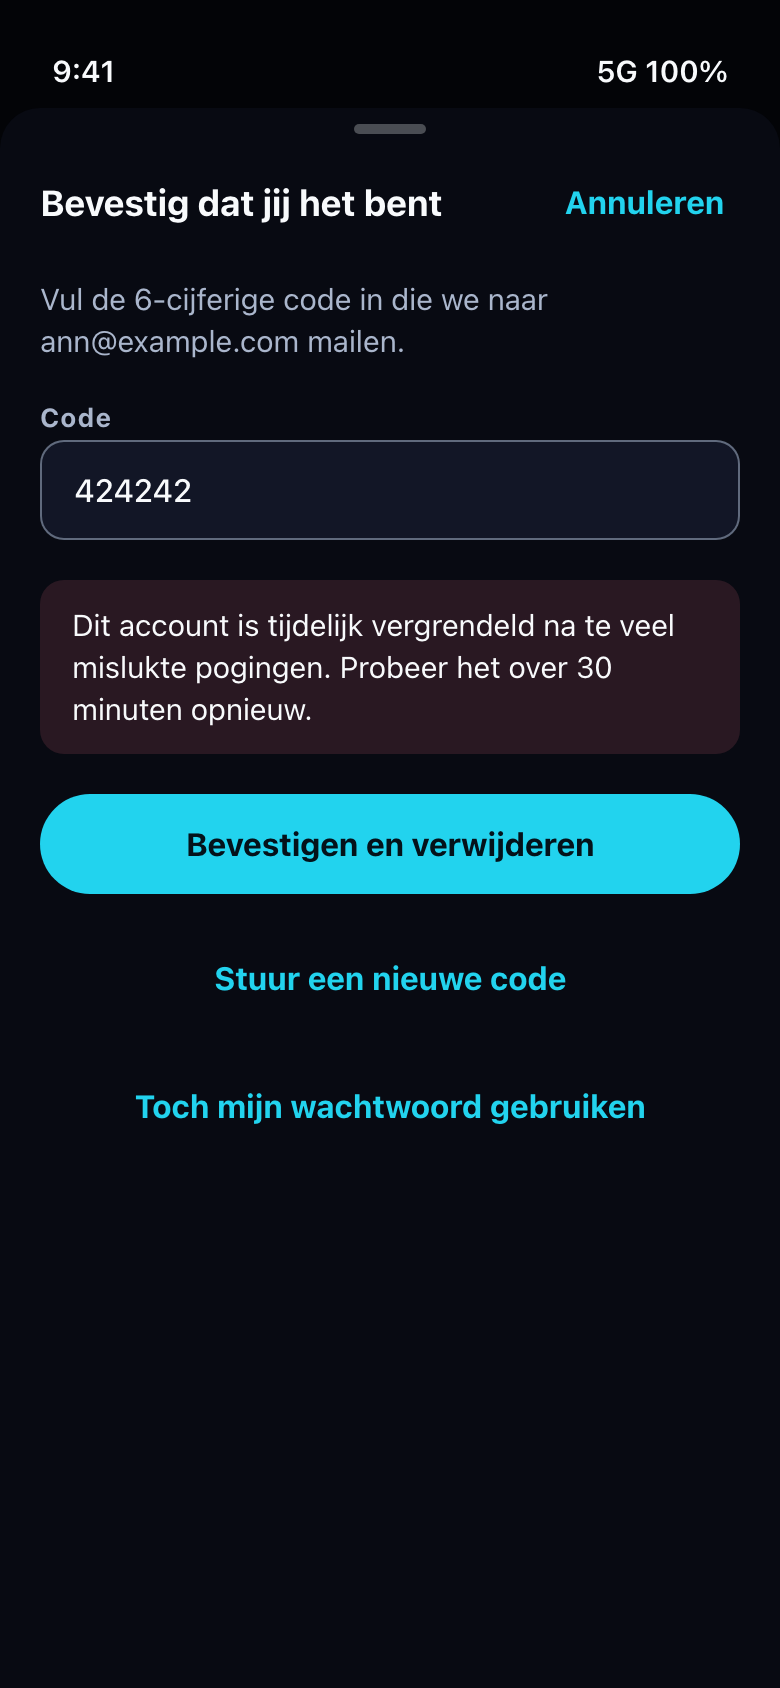 9:41
5G 100%
Bevestig dat jij het bent
Annuleren
Vul de 6-cijferige code in die we naar
ann@example.com mailen.
Code
424242
Dit account is tijdelijk vergrendeld na te veel
mislukte pogingen. Probeer het over 30
minuten opnieuw.
Bevestigen en verwijderen
Stuur een nieuwe code
Toch mijn wachtwoord gebruiken